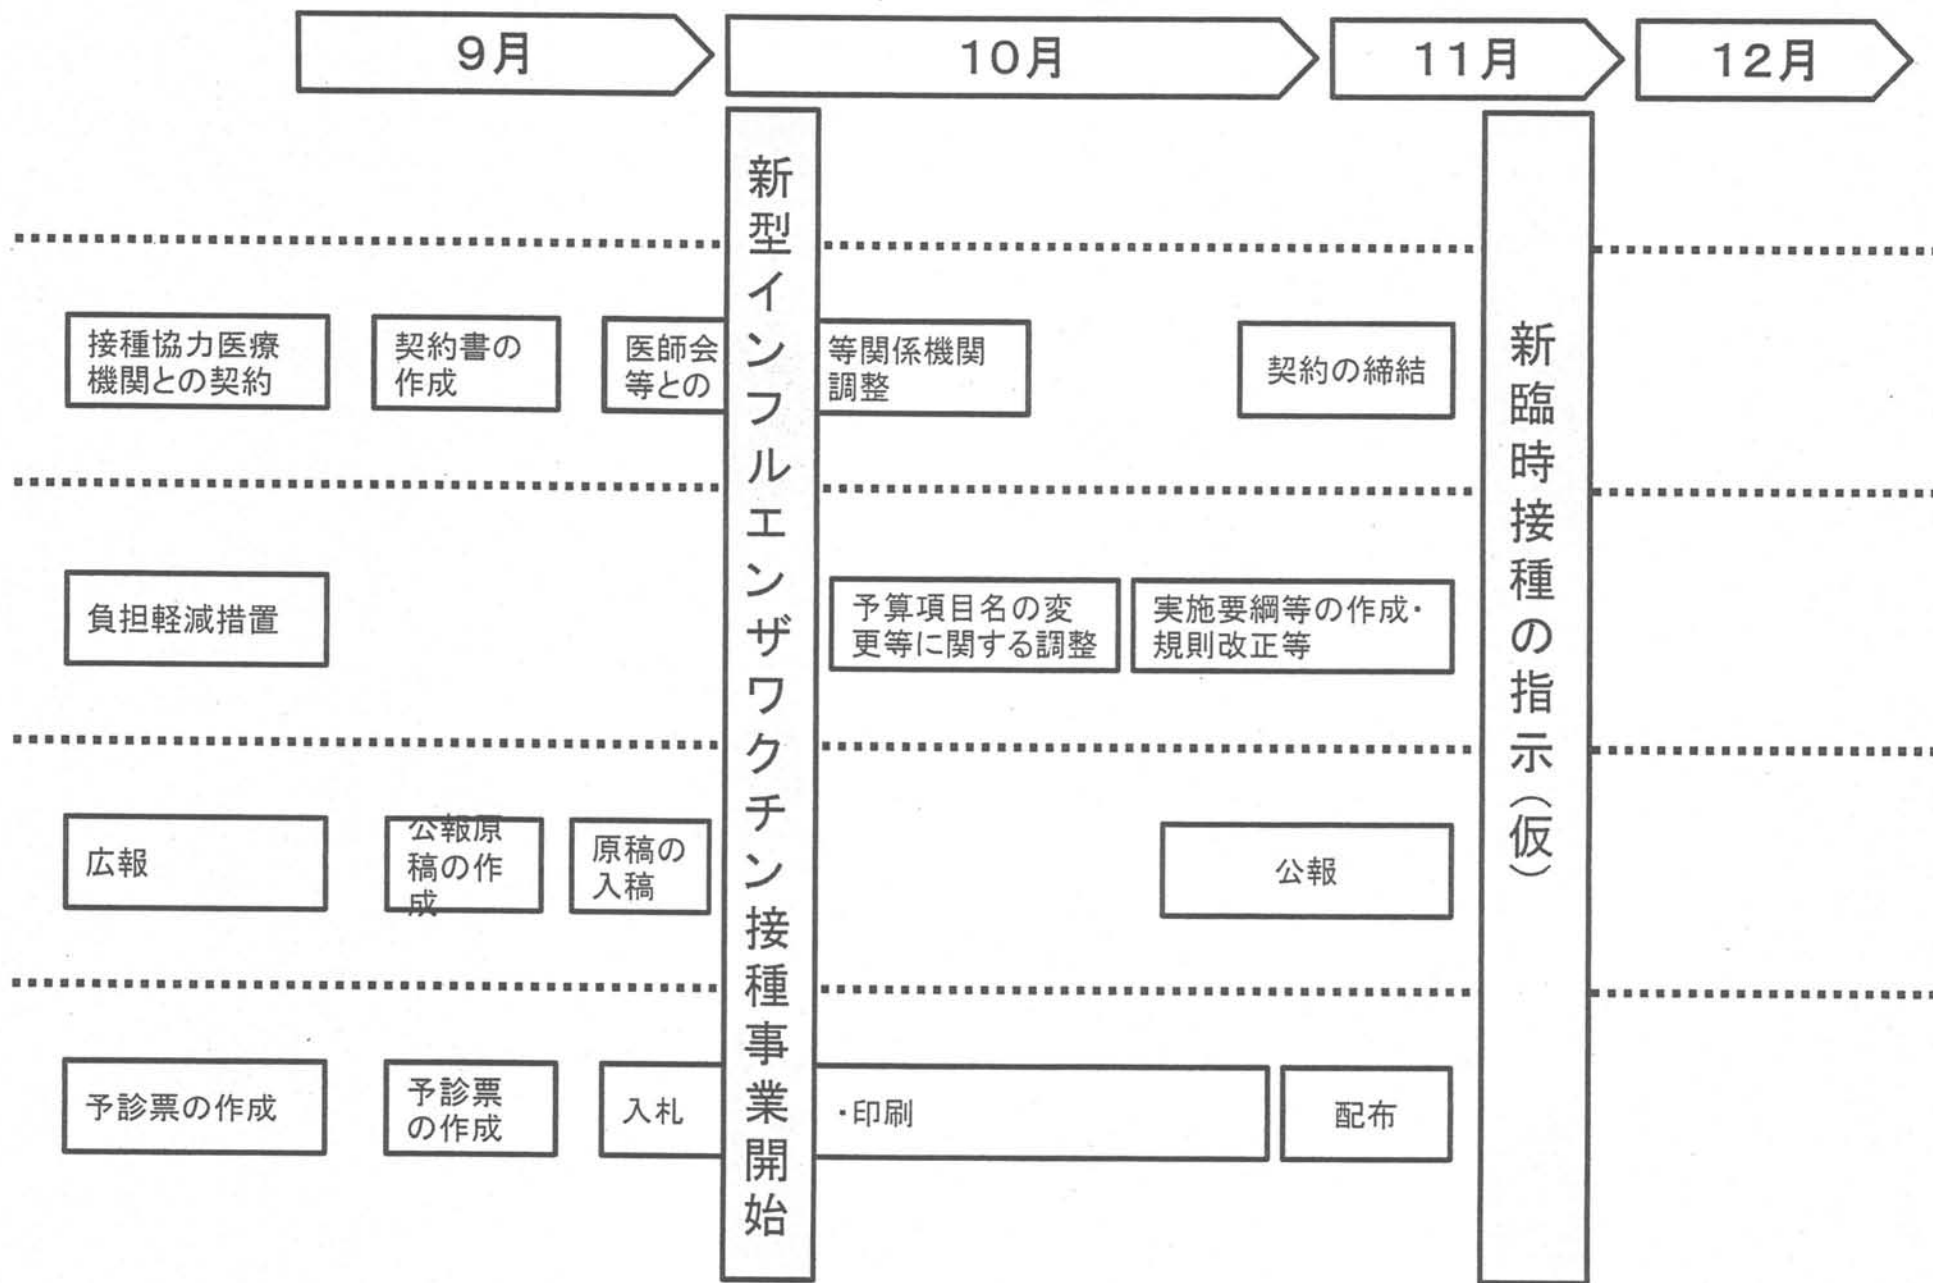 9月
10月
11月
12月
新型インフルエンザワクチン接種事業開始
新臨時接種の指示(仮)
接種協力医療
機関との契約
契約書の
作成
医師会
等との
等関係機関
調整
契約の締結
負担軽減措置
予算項目名の変
更等に関する調整
実施要綱等の作成・
規則改正等
広報
公報原
稿の作
成
原稿の
入稿
公報
予診票の作成
予診票
の作成
入札
・印刷
配布